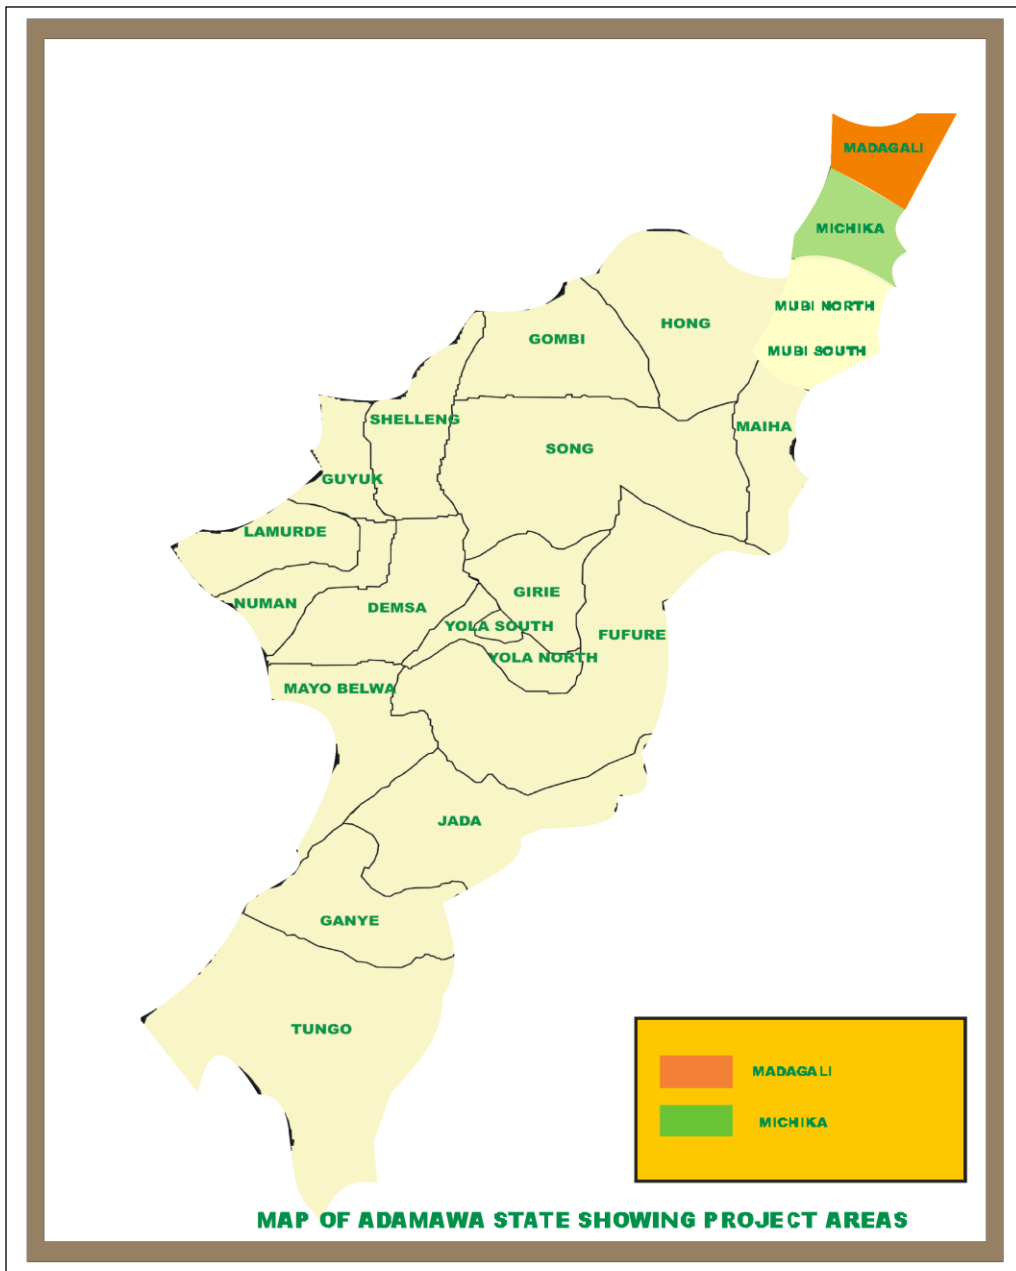 MADAGALI
MICHIKA
MUBI NORTH
HONG
GOMBI
MUBI SOUTH
SHELLENG
MAIHA
SONG
GUYUK
LAMURDE
GIRIE
NUMAN
DEMSA
YOLA SOUTH
FUFURE
YOLA NORTH
MAYO BELWA
JADA
GANYE
TUNGO
MADAGALI
MICHIKA
MAP OF ADAMAWA STATE SHOWING PROJECT AREAS